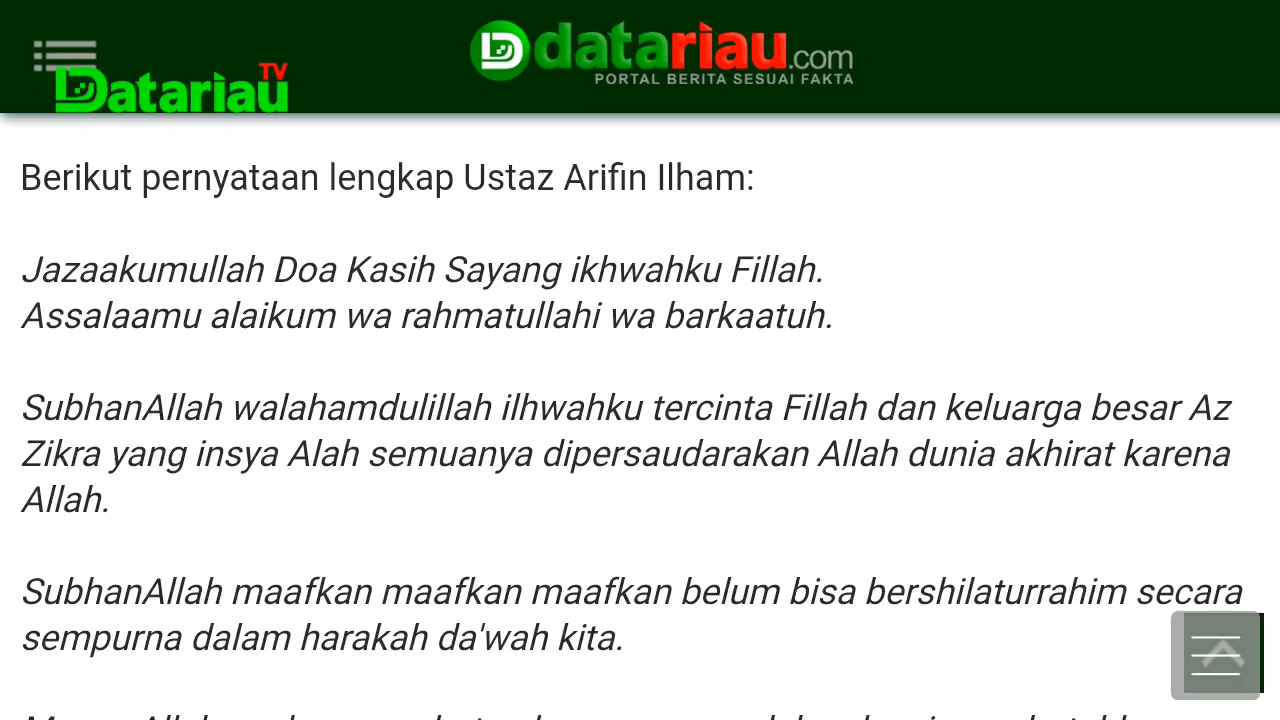 datariau.com
PORTAL BERITA SESUAI FAKTA
Datariau TV
Berikut pernyataan lengkap Ustaz Arifin Ilham:
Jazaakumullah Doa Kasih Sayang ikhwahku Fillah.
Assalaamu alaikum wa rahmatullahi wa barkaatuh.
SubhanAllah walahamdulillah ilhwahku tercinta Fillah dan keluarga besar Az
Zikra yang insya Alah semuanya dipersaudarakan Allah dunia akhirat karena
Allah.
SubhanAllah maafkan maafkan maafkan belum bisa bershilaturrahim secara
sempurna dalam harakah da'wah kita.